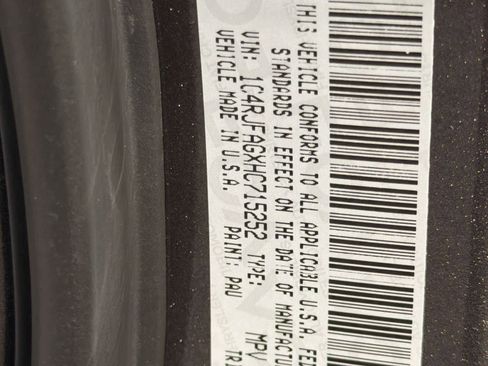 THIS VEHICLE CONFORMS TO ALL APPLICABLE U.S.A. FED
STANDARDS IN EFFECT ON THE DATE OF MANUFACTU
VIN: 1C4RJFAGXHC715252 TYPE: MPV
VEHICLE MADE IN U.S.A. PAINT: PAU TRI